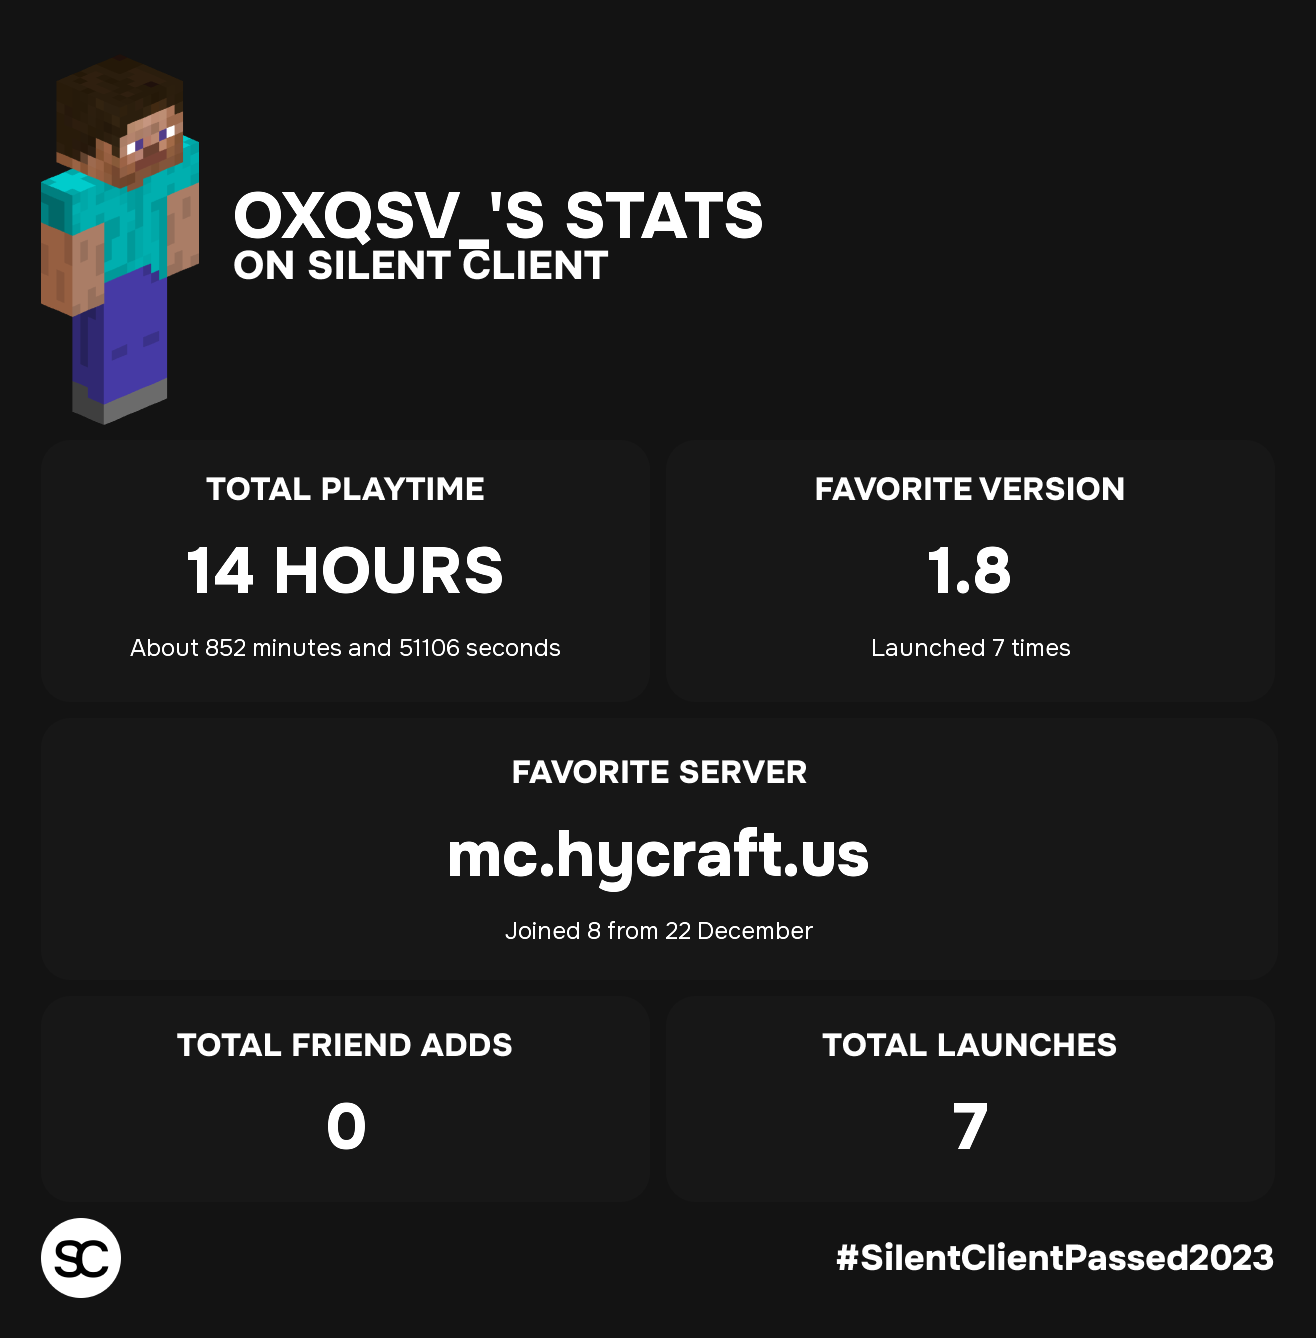 OXQSV_'S STATS
ON SILENT CLIENT
TOTAL PLAYTIME
14 HOURS
About 852 minutes and 51106 seconds
FAVORITE VERSION
1.8
Launched 7 times
FAVORITE SERVER
mc.hycraft.us
Joined 8 from 22 December
TOTAL FRIEND ADDS
0
TOTAL LAUNCHES
7
SC
#SilentClientPassed2023